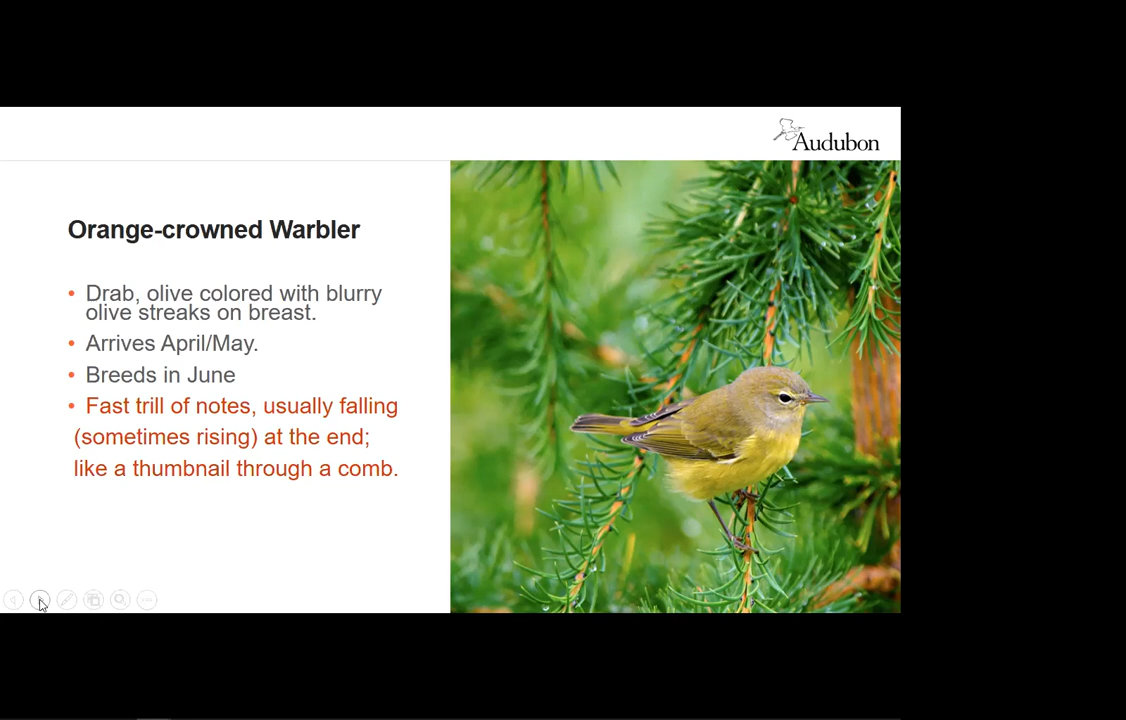 Audubon
Orange-crowned Warbler
• Drab, olive colored with blurry
olive streaks on breast.
• Arrives April/May.
• Breeds in June
• Fast trill of notes, usually falling
(sometimes rising) at the end;
like a thumbnail through a comb.